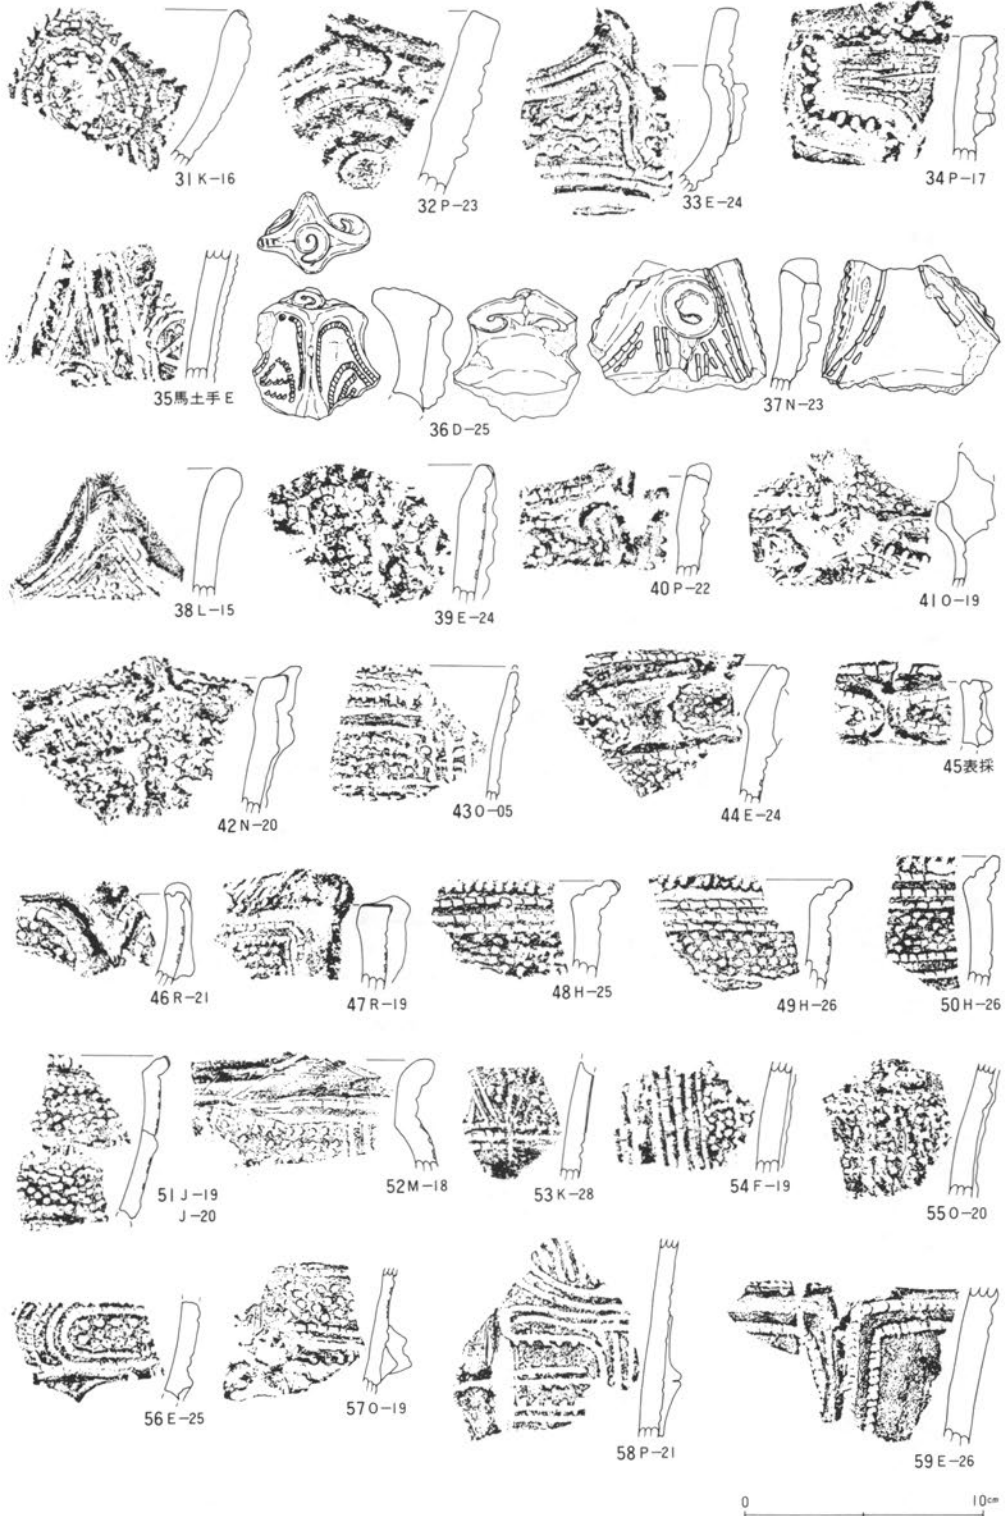 31 K-16
32 P-23
33 E-24
34 P-17
35 馬土手 E
36 D-25
37 N-23
38 L-15
39 E-24
40 P-22
41 O-19
42 N-20
43 O-05
44 E-24
45 表採
46 R-21
47 R-19
48 H-25
49 H-26
50 H-26
51 J-19
J-20
52 M-18
53 K-28
54 F-19
55 O-20
56 E-25
57 O-19
58 P-21
59 E-26
0 10cm